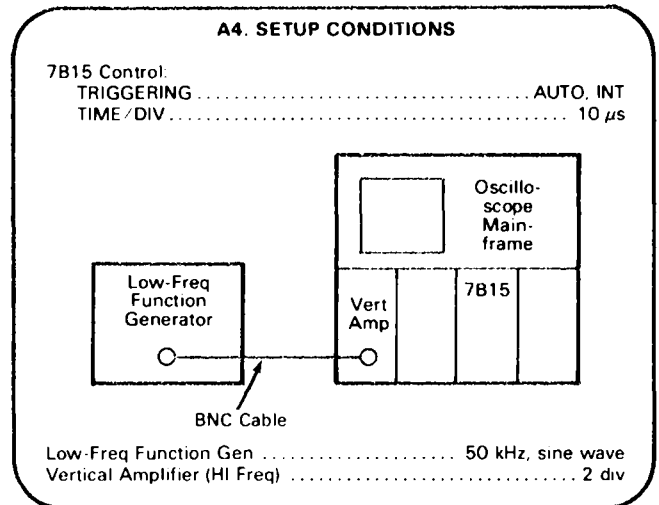 A4. SETUP CONDITIONS
7B15 Control:
TRIGGERING .................................. AUTO, INT
TIME/DIV ........................................ 10 μs
Oscillo-
scope
Main-
frame
Low-Freq
Function
Generator
Vert
Amp
7B15
BNC Cable
Low-Freq Function Gen .................... 50 kHz, sine wave
Vertical Amplifier (HI Freq) ............................ 2 div